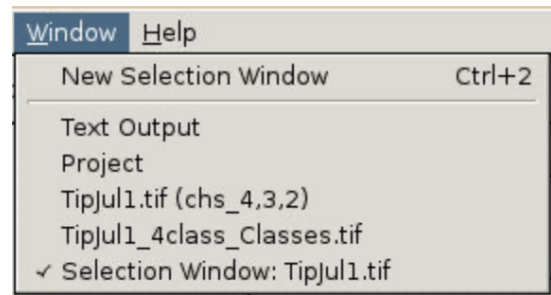 Window Help
New Selection Window Ctrl+2
Text Output
Project
TipJul1.tif (chs_4,3,2)
TipJul1_4class_Classes.tif
✓ Selection Window: TipJul1.tif